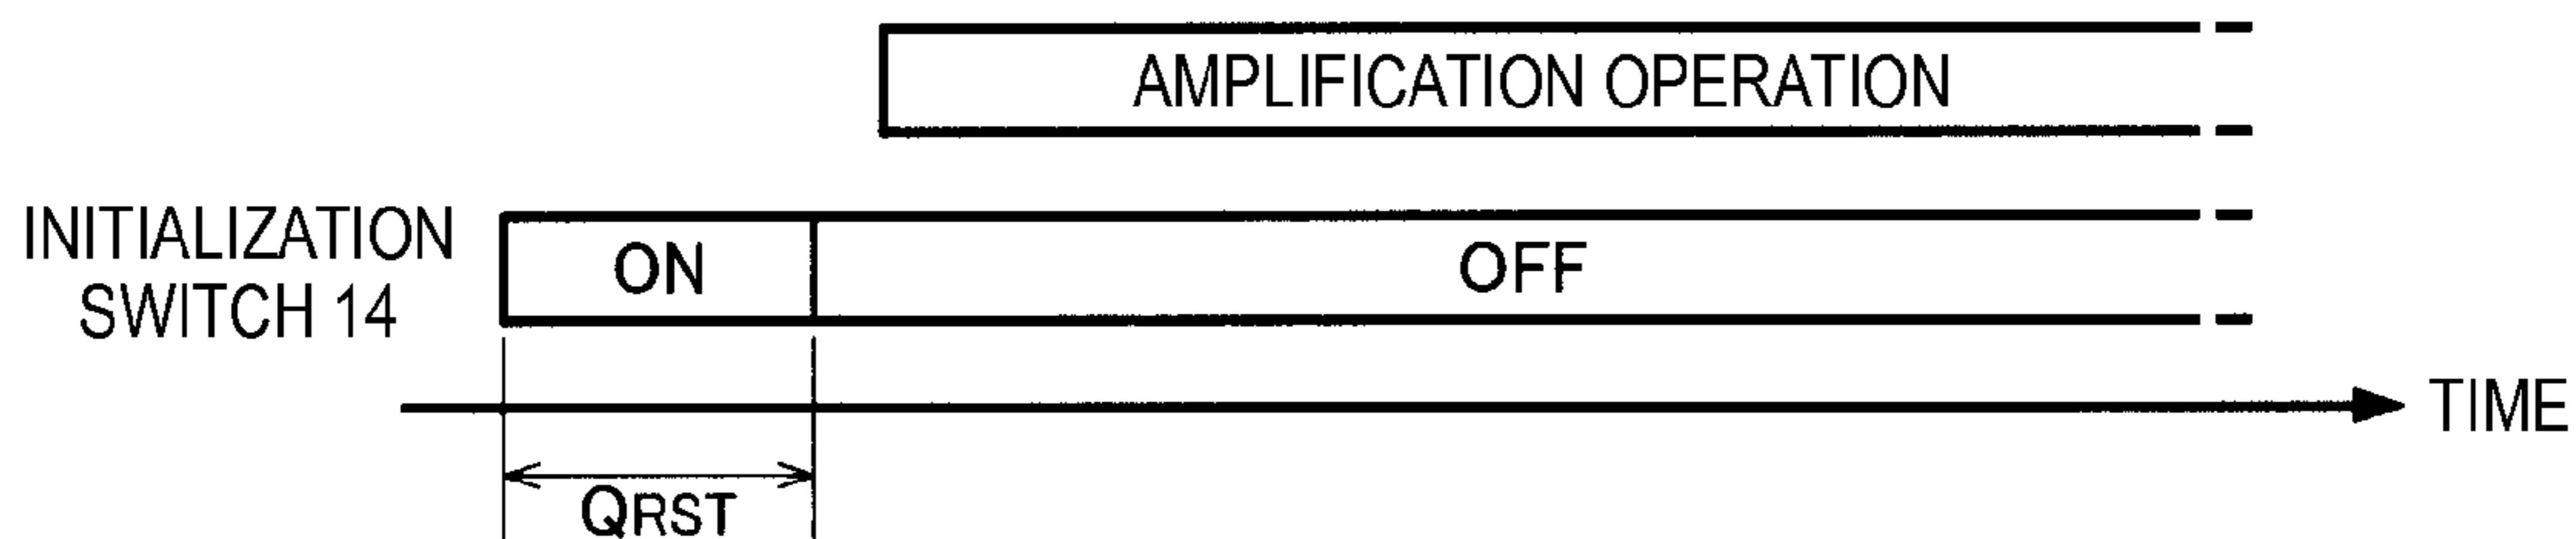 AMPLIFICATION OPERATION
INITIALIZATION
SWITCH 14
ON
OFF
TIME
QRST